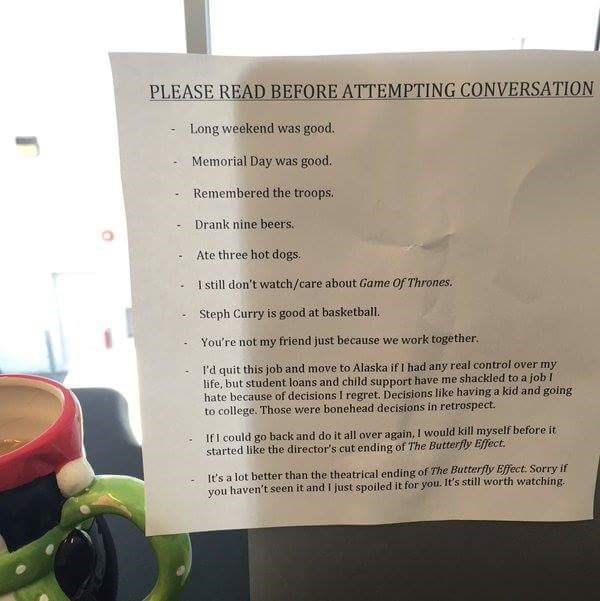 PLEASE READ BEFORE ATTEMPTING CONVERSATION
- Long weekend was good.
- Memorial Day was good.
- Remembered the troops.
- Drank nine beers.
- Ate three hot dogs.
- I still don't watch/care about Game Of Thrones.
- Steph Curry is good at basketball.
- You're not my friend just because we work together.
- I'd quit this job and move to Alaska if I had any real control over my
life, but student loans and child support have me shackled to a job I
hate because of decisions I regret. Decisions like having a kid and going
to college. Those were bonehead decisions in retrospect.
- If I could go back and do it all over again, I would kill myself before it
started like the director's cut ending of The Butterfly Effect.
- It's a lot better than the theatrical ending of The Butterfly Effect. Sorry if
you haven't seen it and I just spoiled it for you. It's still worth watching.